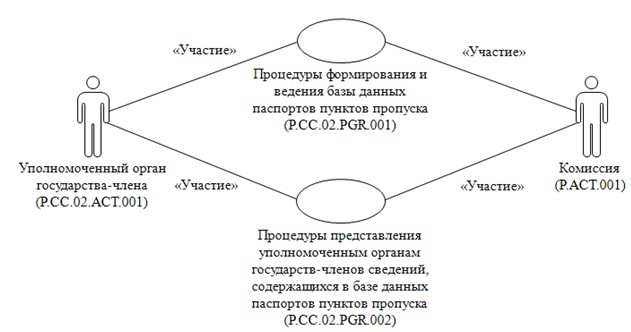 «Участие»
«Участие»
Процедуры формирования и
ведения базы данных
паспортов пунктов пропуска
(P.CC.02.PGR.001)
Уполномоченный орган
государства-члена
(P.CC.02.ACT.001)
Комиссия
(P.ACT.001)
«Участие»
«Участие»
Процедуры представления
уполномоченным органам
государств-членов сведений,
содержащихся в базе данных
паспортов пунктов пропуска
(P.CC.02.PGR.002)